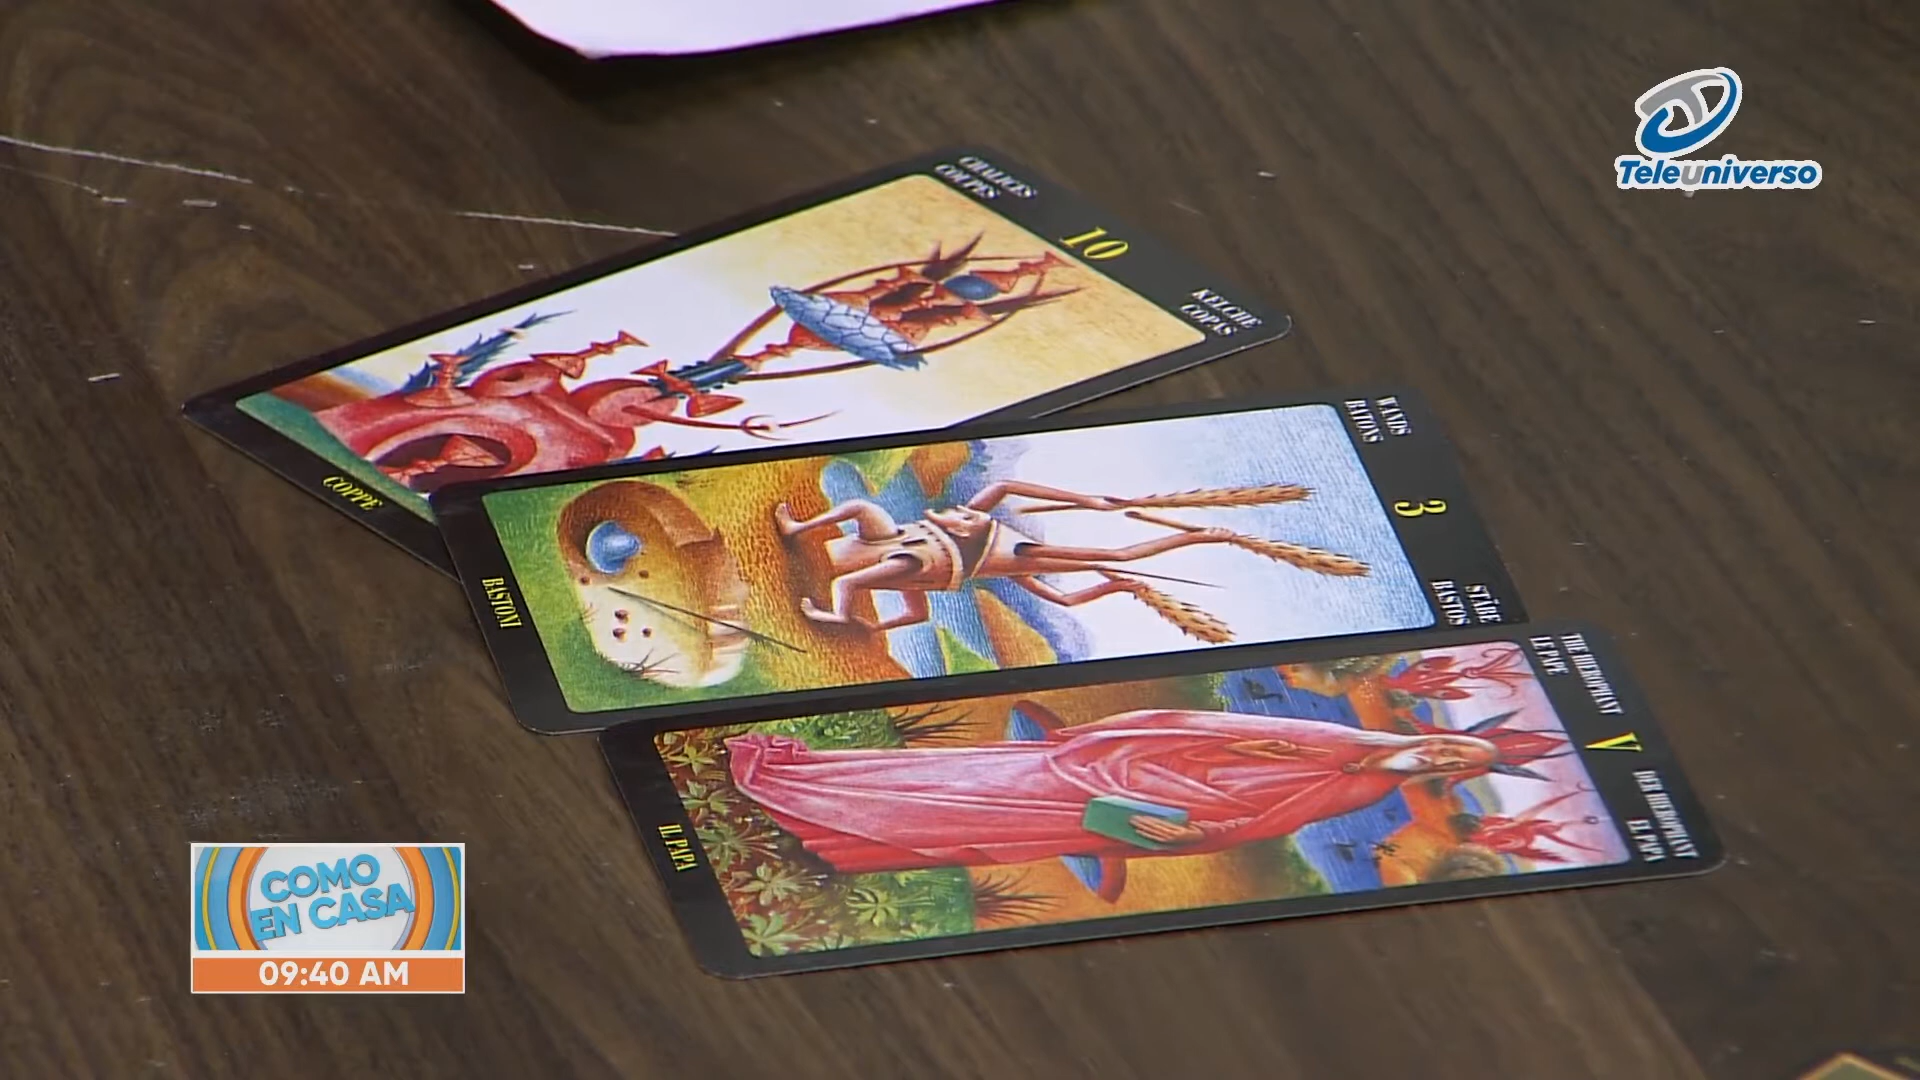 Teleuniverso
CHALICES
COUPES
10
KELCHE
COPAS
COPPE
WANDS
BATONS
3
STÄBE
BASTOS
BASTONI
THE HIEROPHANT
LE PAPE
V
DER HIEROPHANT
EL PAPA
IL PAPA
COMO
EN CASA
09:40 AM